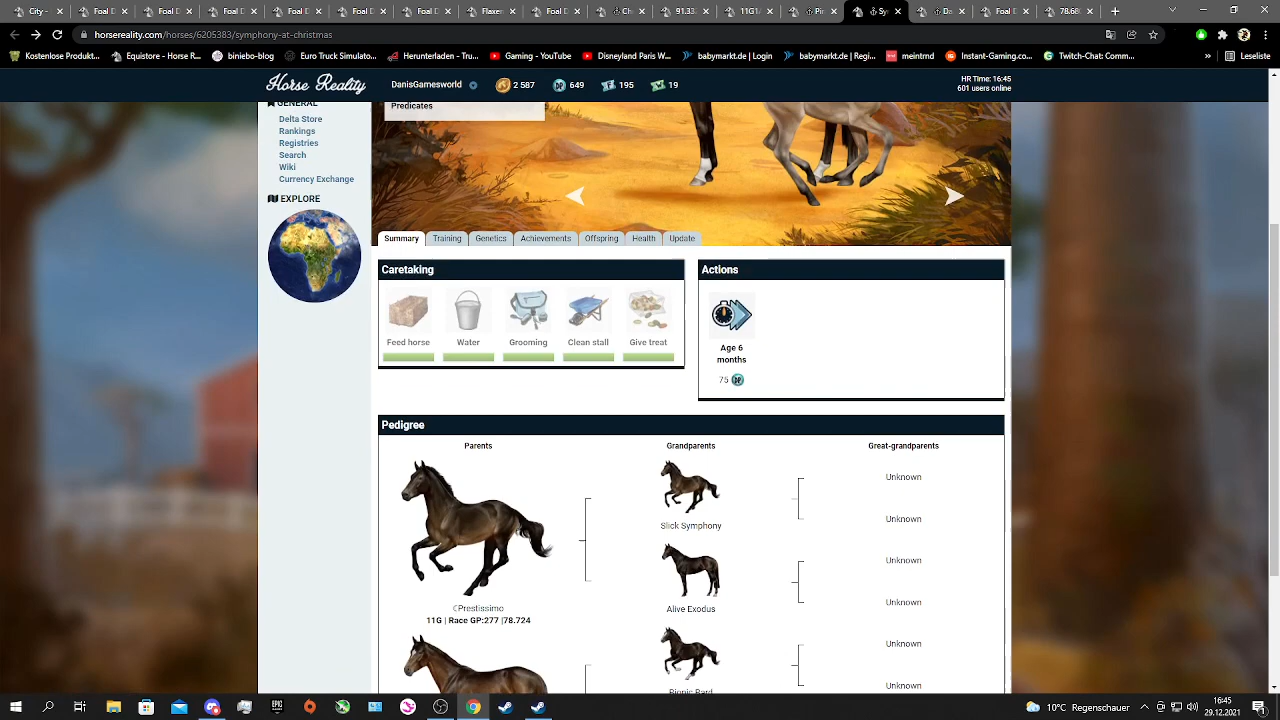 horsereality.com/horses/6205383/symphony-at-christmas
Kostenlose Produkt...
Equistore - Horse...
biniebo-blog
Euro Truck Simulato...
Herunterladen - Tru...
Gaming - YouTube
Disneyland Paris W...
babymarkt.de | Login
babymarkt.de | Regi...
meintrnd
Instant-Gaming.co...
Twitch-Chat Comm...
»
Leseliste
Horse Reality
DanisGamesworld
2 587
649
195
19
HR Time: 16:45
601 users online
GENERAL
Delta Store
Rankings
Registries
Search
Wiki
Currency Exchange
EXPLORE
Predicates
Summary
Training
Genetics
Achievements
Offspring
Health
Update
Caretaking
Feed horse
Water
Grooming
Clean stall
Give treat
Actions
Age 6
months
75
Pedigree
Parents
Grandparents
Great-grandparents
☾Prestissimo
11G | Race GP:277 |78.724
Slick Symphony
Alive Exodus
Unknown
Unknown
Unknown
Unknown
Unknown
Unknown
EPIC
10°C Regenschauer
16:45
29.12.2021